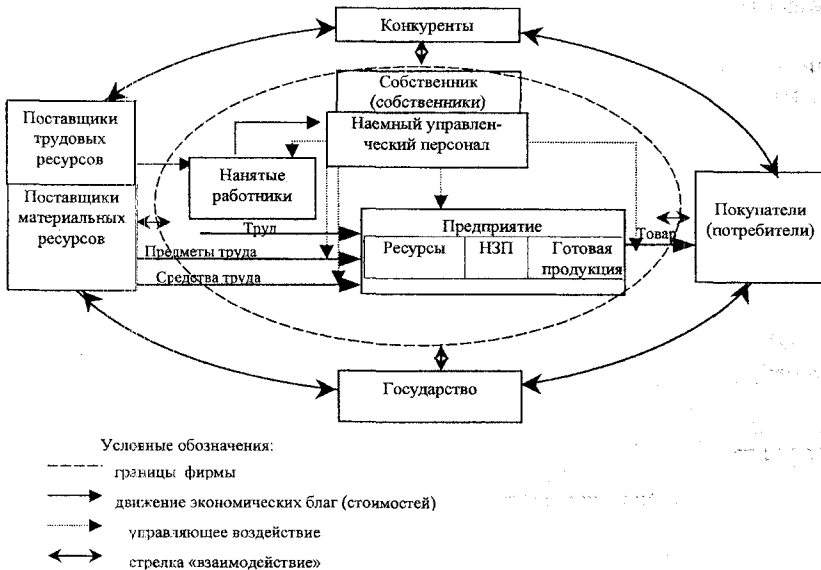 Конкуренты
Собственник
(собственники)
Наемный управлен-
ческий персонал
Поставщики
трудовых
ресурсов
Нанятые
работники
Поставщики
материальных
ресурсов
Покупатели
(потребители)
Труд
Предприятие
Товар
Предметы труда
Ресурсы
НЗП
Готовая
продукция
Средства труда
Государство
Условные обозначения:
границы фирмы
движение экономических благ (стоимостей)
управляющее воздействие
стрелка «взаимодействие»